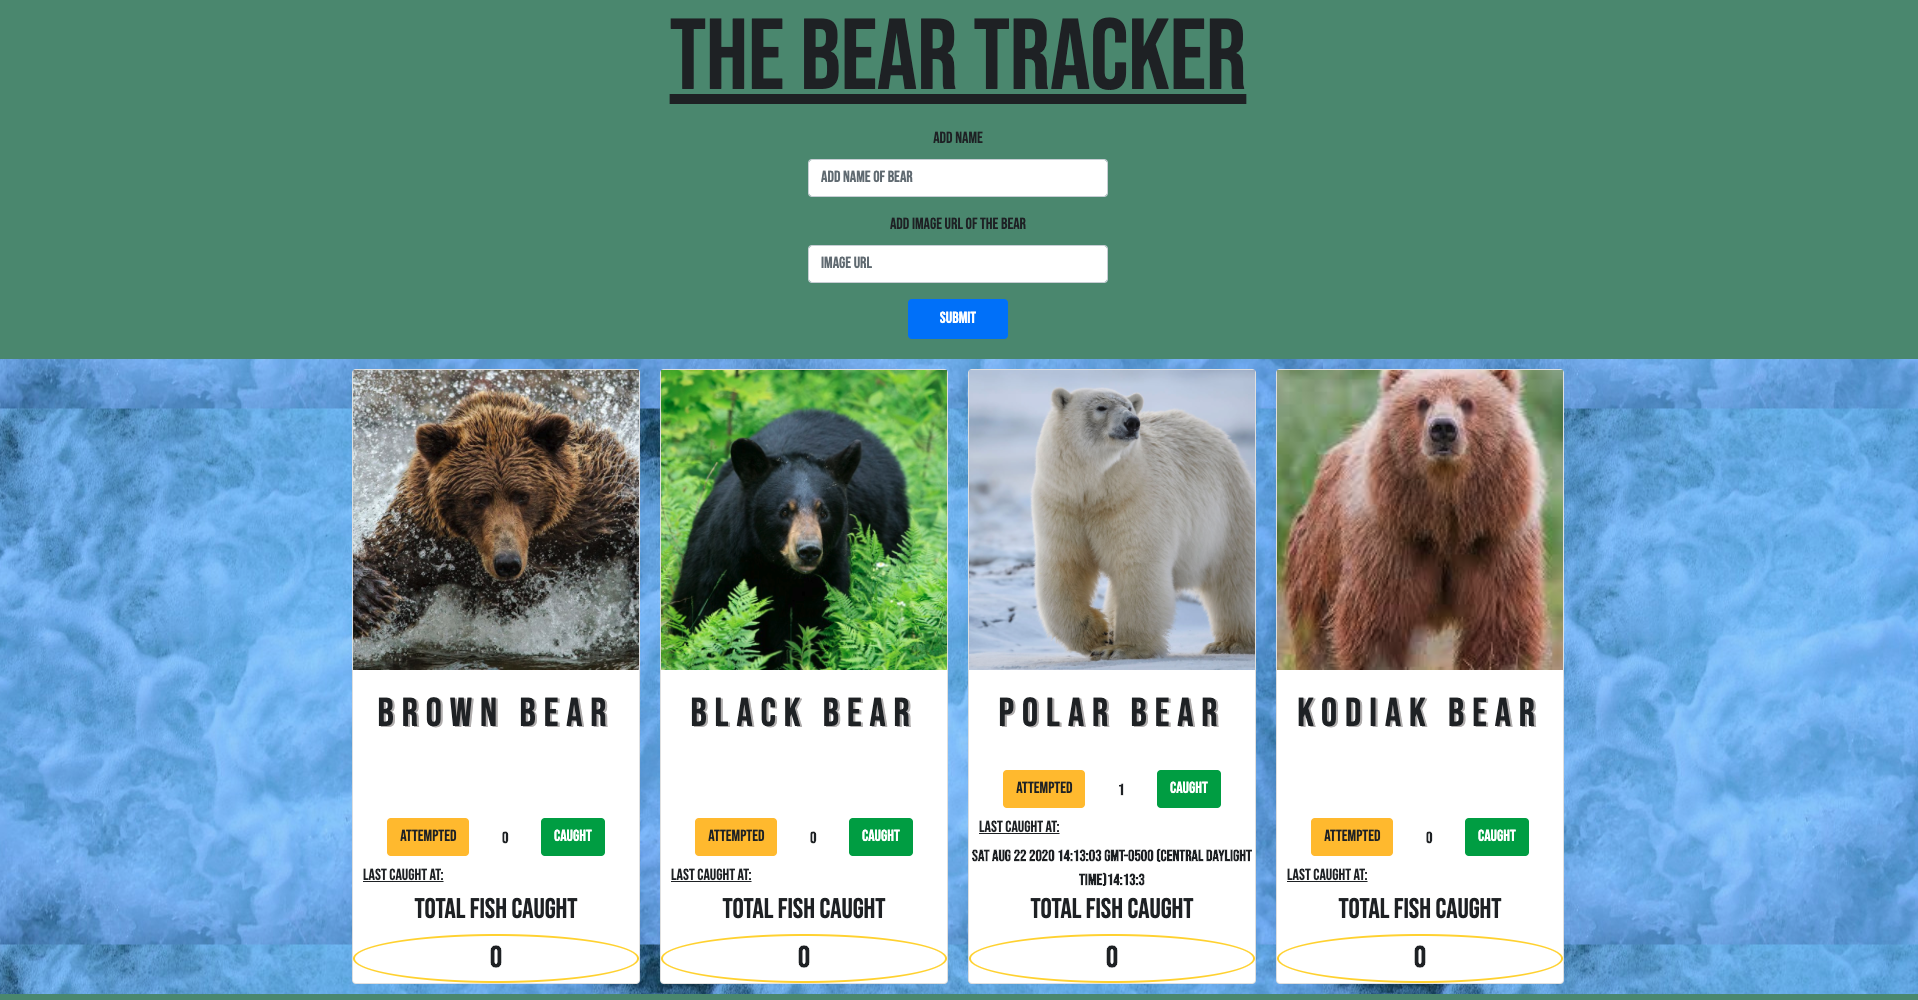 THE BEAR TRACKER
ADD NAME
ADD NAME OF BEAR
ADD IMAGE URL OF THE BEAR
IMAGE URL
SUBMIT
BROWN BEAR
ATTEMPTED 0 CAUGHT
LAST CAUGHT AT:
TOTAL FISH CAUGHT
0
BLACK BEAR
ATTEMPTED 0 CAUGHT
LAST CAUGHT AT:
TOTAL FISH CAUGHT
0
POLAR BEAR
ATTEMPTED 1 CAUGHT
LAST CAUGHT AT:
SAT AUG 22 2020 14:13:03 GMT-0500 (CENTRAL DAYLIGHT
TIME)14:13:3
TOTAL FISH CAUGHT
0
KODIAK BEAR
ATTEMPTED 0 CAUGHT
LAST CAUGHT AT:
TOTAL FISH CAUGHT
0